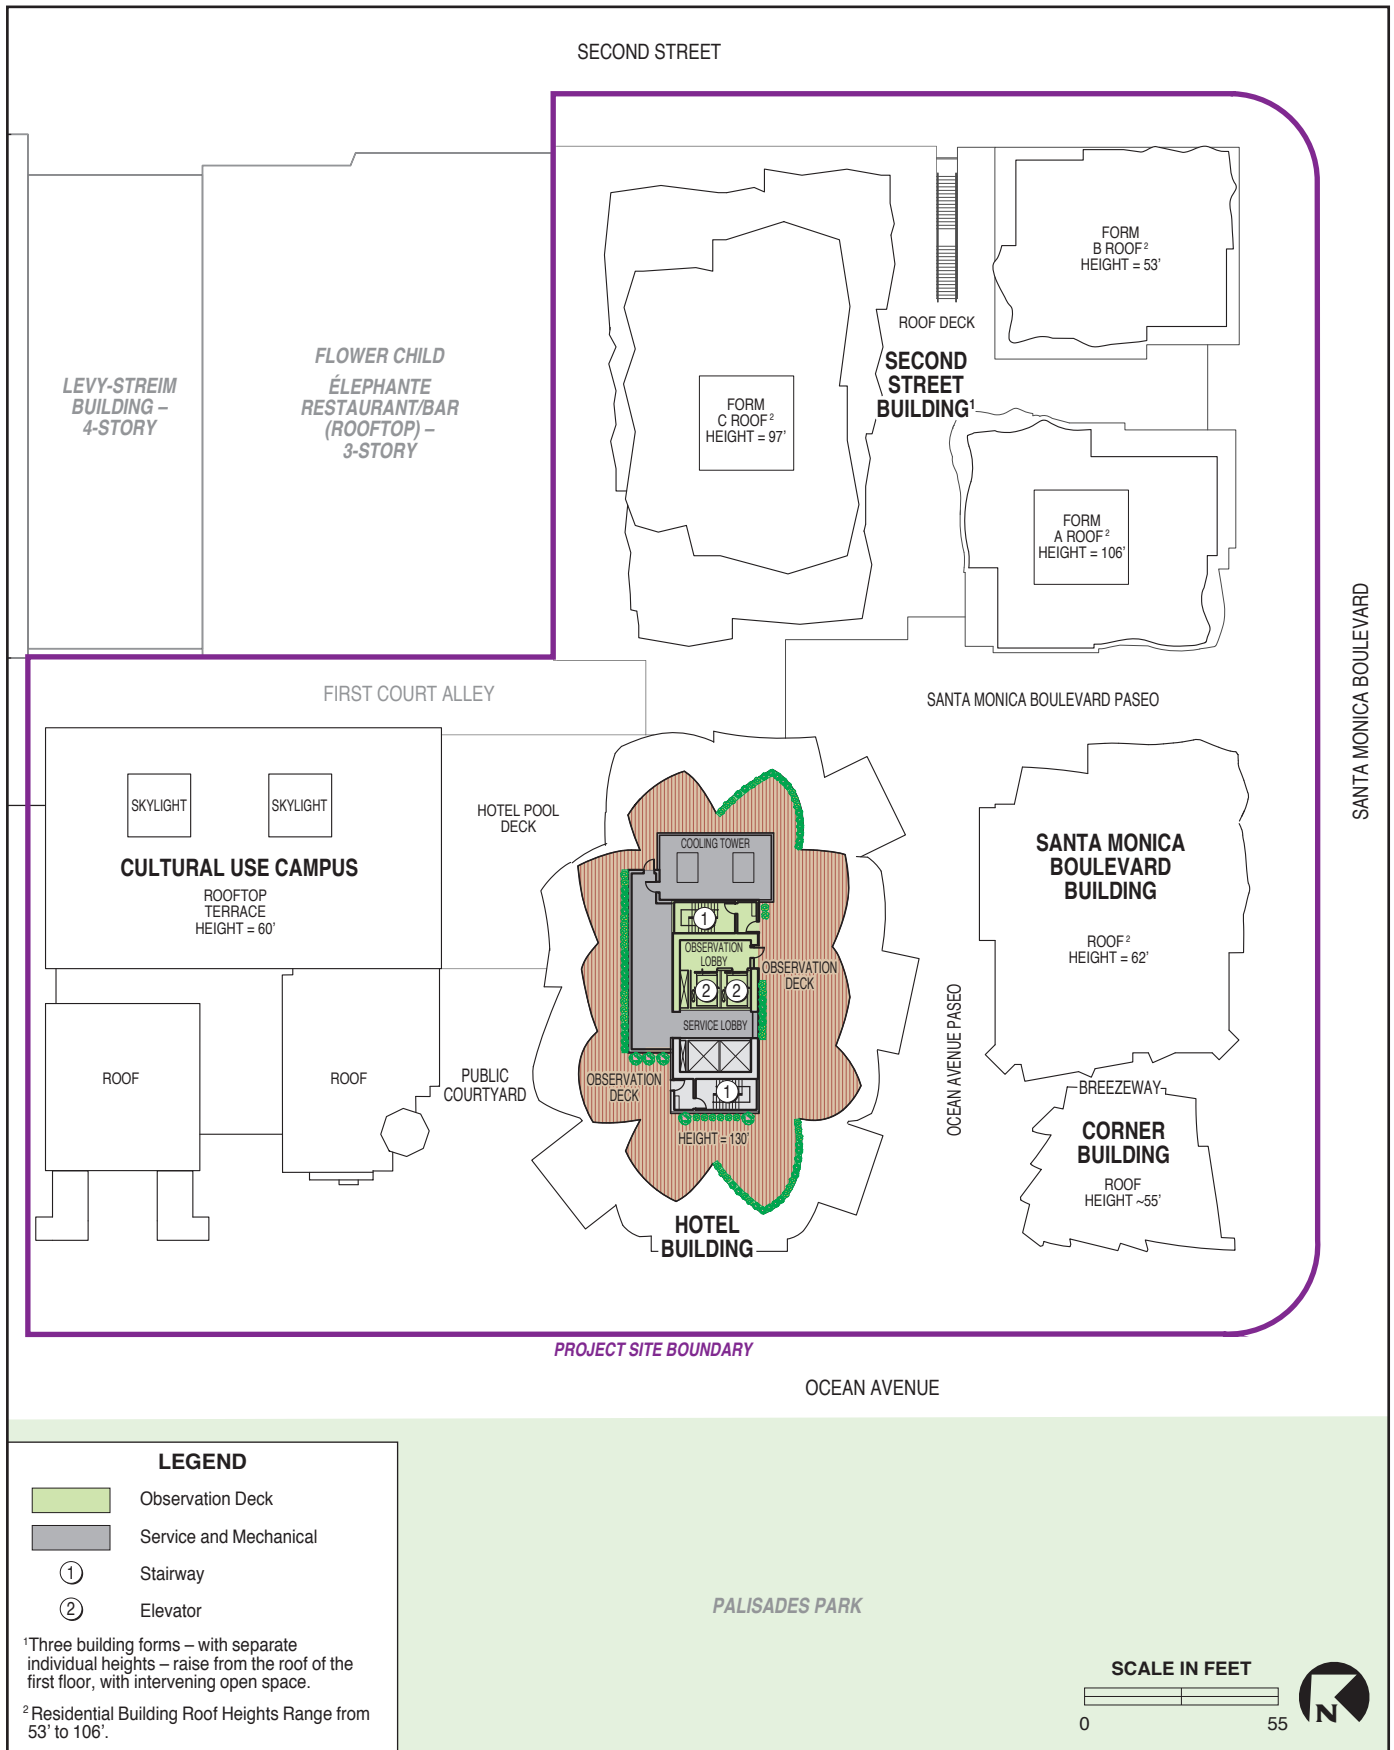 SECOND STREET
FORM
B ROOF²
HEIGHT = 53'
ROOF DECK
SECOND
STREET
BUILDING¹
FORM
C ROOF²
HEIGHT = 97'
FORM
A ROOF²
HEIGHT = 106'
LEVY-STREIM
BUILDING –
4-STORY
FLOWER CHILD
ÉLEPHANTE
RESTAURANT/BAR
(ROOFTOP) –
3-STORY
SANTA MONICA BOULEVARD
FIRST COURT ALLEY
SANTA MONICA BOULEVARD PASEO
SKYLIGHT
SKYLIGHT
CULTURAL USE CAMPUS
ROOFTOP
TERRACE
HEIGHT = 60'
HOTEL POOL
DECK
COOLING TOWER
1
OBSERVATION
LOBBY
2
2
OBSERVATION
DECK
SERVICE LOBBY
OBSERVATION
DECK
1
HEIGHT = 130'
HOTEL
BUILDING
SANTA MONICA
BOULEVARD
BUILDING
ROOF²
HEIGHT = 62'
OCEAN AVENUE PASEO
BREEZEWAY
CORNER
BUILDING
ROOF
HEIGHT ~55'
ROOF
ROOF
PUBLIC
COURTYARD
PROJECT SITE BOUNDARY
OCEAN AVENUE
PALISADES PARK
LEGEND
Observation Deck
Service and Mechanical
1 Stairway
2 Elevator
¹Three building forms – with separate
individual heights – raise from the roof of the
first floor, with intervening open space.
² Residential Building Roof Heights Range from
53' to 106'.
SCALE IN FEET
0 55
N